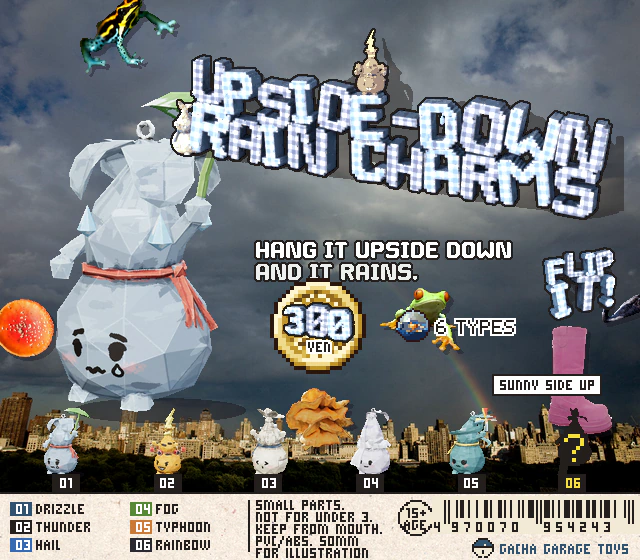 UPSIDE-DOWN
RAIN CHARMS
HANG IT UPSIDE DOWN
AND IT RAINS.
300
YEN
6 TYPES
FLIP
IT!
SUNNY SIDE UP
?
01
02
03
04
05
06
01 DRIZZLE
02 THUNDER
03 HAIL
04 FOG
05 TYPHOON
06 RAINBOW
SMALL PARTS.
NOT FOR UNDER 3.
KEEP FROM MOUTH.
PVC/ABS. 50MM
FOR ILLUSTRATION
15+
AGE
4 970070 954243
GACHA GARAGE TOYS